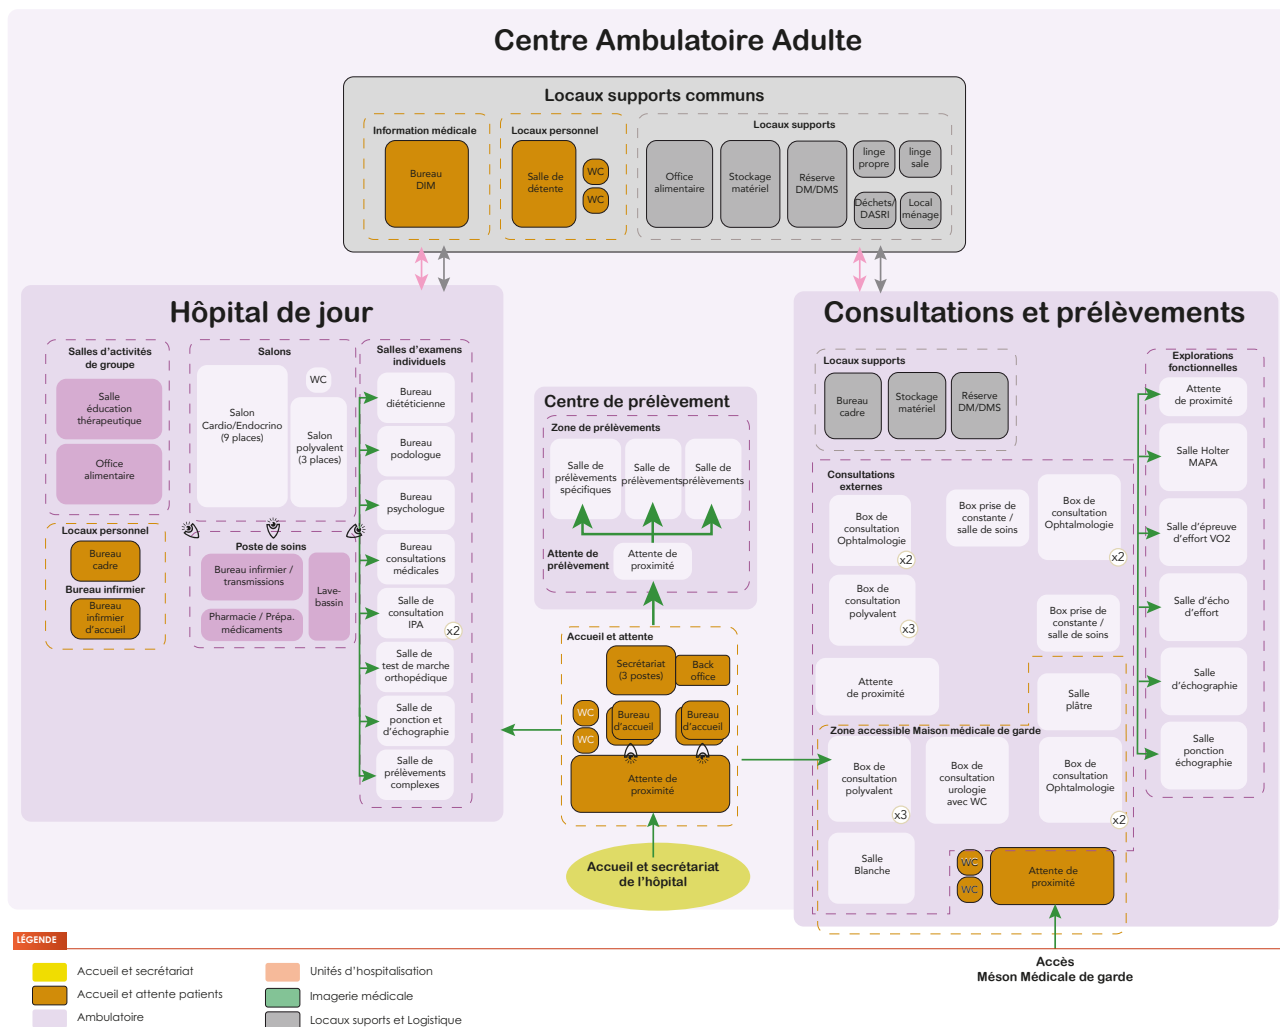 Centre Ambulatoire Adulte
Locaux supports communs
Information médicale
Bureau
DIM
Locaux personnel
Salle de
détente
WC
WC
Locaux supports
Office
alimentaire
Stockage
matériel
Réserve
DM/DMS
linge
propre
linge
sale
Déchets/
DASRI
Local
ménage
Hôpital de jour
Salles d'activités
de groupe
Salle
éducation
thérapeutique
Office
alimentaire
Locaux personnel
Bureau
cadre
Bureau infirmier
Bureau
infirmier
d'accueil
Salons
Salon
Cardio/Endocrino
(9 places)
WC
Salon
polyvalent
(3 places)
Poste de soins
Bureau infirmier /
transmissions
Pharmacie / Prépa.
médicaments
Lave-
bassin
Salles d'examens
individuels
Bureau
diététicienne
Bureau
podologue
Bureau
psychologue
Bureau
consultations
médicales
Salle de
consultation
IPA
x2
Salle de
test de marche
orthopédique
Salle de
ponction et
d'échographie
Salle de
prélèvements
complexes
Centre de prélèvement
Zone de prélèvements
Salle de
prélèvements
spécifiques
Salle de
prélèvements
Salle de
prélèvements
Attente de
prélèvement
Attente de
proximité
Accueil et attente
Secrétariat
(3 postes)
Back
office
WC
WC
Bureau
d'accueil
Bureau
d'accueil
Attente de
proximité
Accueil et secrétariat
de l'hôpital
Consultations et prélèvements
Locaux supports
Bureau
cadre
Stockage
matériel
Réserve
DM/DMS
Consultations
externes
Box de
consultation
Ophtalmologie
x2
Box prise de
constante /
salle de soins
Box de
consultation
Ophtalmologie
x2
Box de
consultation
polyvalent
x3
Box prise de
constante /
salle de soins
Attente
de proximité
Salle
plâtre
Zone accessible Maison médicale de garde
Box de
consultation
polyvalent
x3
Box de
consultation
urologie
avec WC
Box de
consultation
Ophtalmologie
x2
Salle
Blanche
WC
WC
Attente de
proximité
Explorations
fonctionnelles
Attente
de proximité
Salle Holter
MAPA
Salle d'épreuve
d'effort VO2
Salle d'écho
d'effort
Salle
d'échographie
Salle
ponction
échographie
Accès
Méson Médicale de garde
LÉGENDE
Accueil et secrétariat
Accueil et attente patients
Ambulatoire
Unités d'hospitalisation
Imagerie médicale
Locaux suports et Logistique